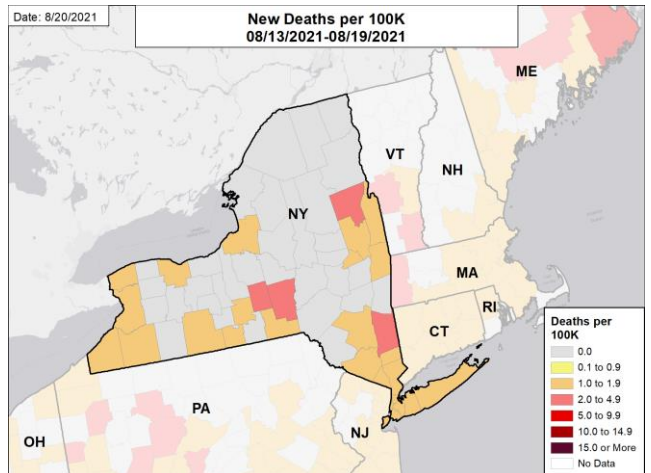 Date: 8/20/2021
New Deaths per 100K
08/13/2021-08/19/2021
ME
VT
NH
NY
MA
RI
CT
PA
NJ
OH
Deaths per
100K
0.0
0.1 to 0.9
1.0 to 1.9
2.0 to 4.9
5.0 to 9.9
10.0 to 14.9
15.0 or More
No Data